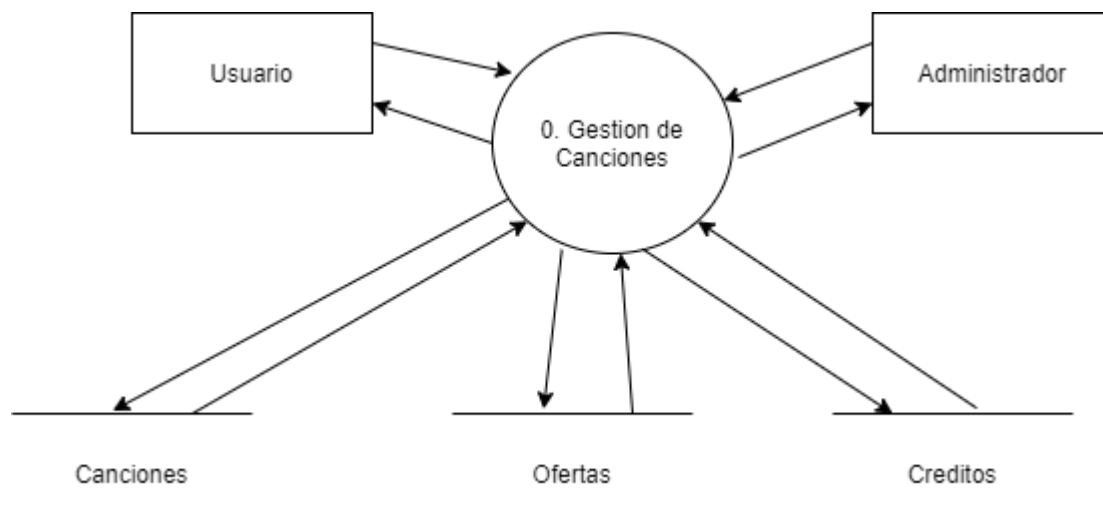 Usuario
Administrador
0. Gestion de
Canciones
Canciones
Ofertas
Creditos